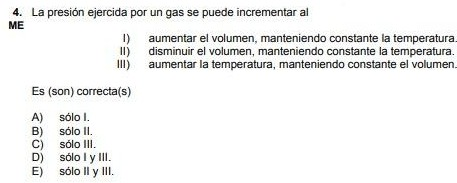 4. La presión ejercida por un gas se puede incrementar al
ME
I) aumentar el volumen, manteniendo constante la temperatura.
II) disminuir el volumen, manteniendo constante la temperatura.
III) aumentar la temperatura, manteniendo constante el volumen.
Es (son) correcta(s)
A) sólo I.
B) sólo II.
C) sólo III.
D) sólo I y III.
E) sólo II y III.